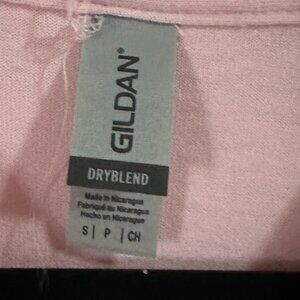 GILDAN®
DRYBLEND
Made in Nicaragua
Fabriqué au Nicaragua
Hecho en Nicaragua
S | P | CH